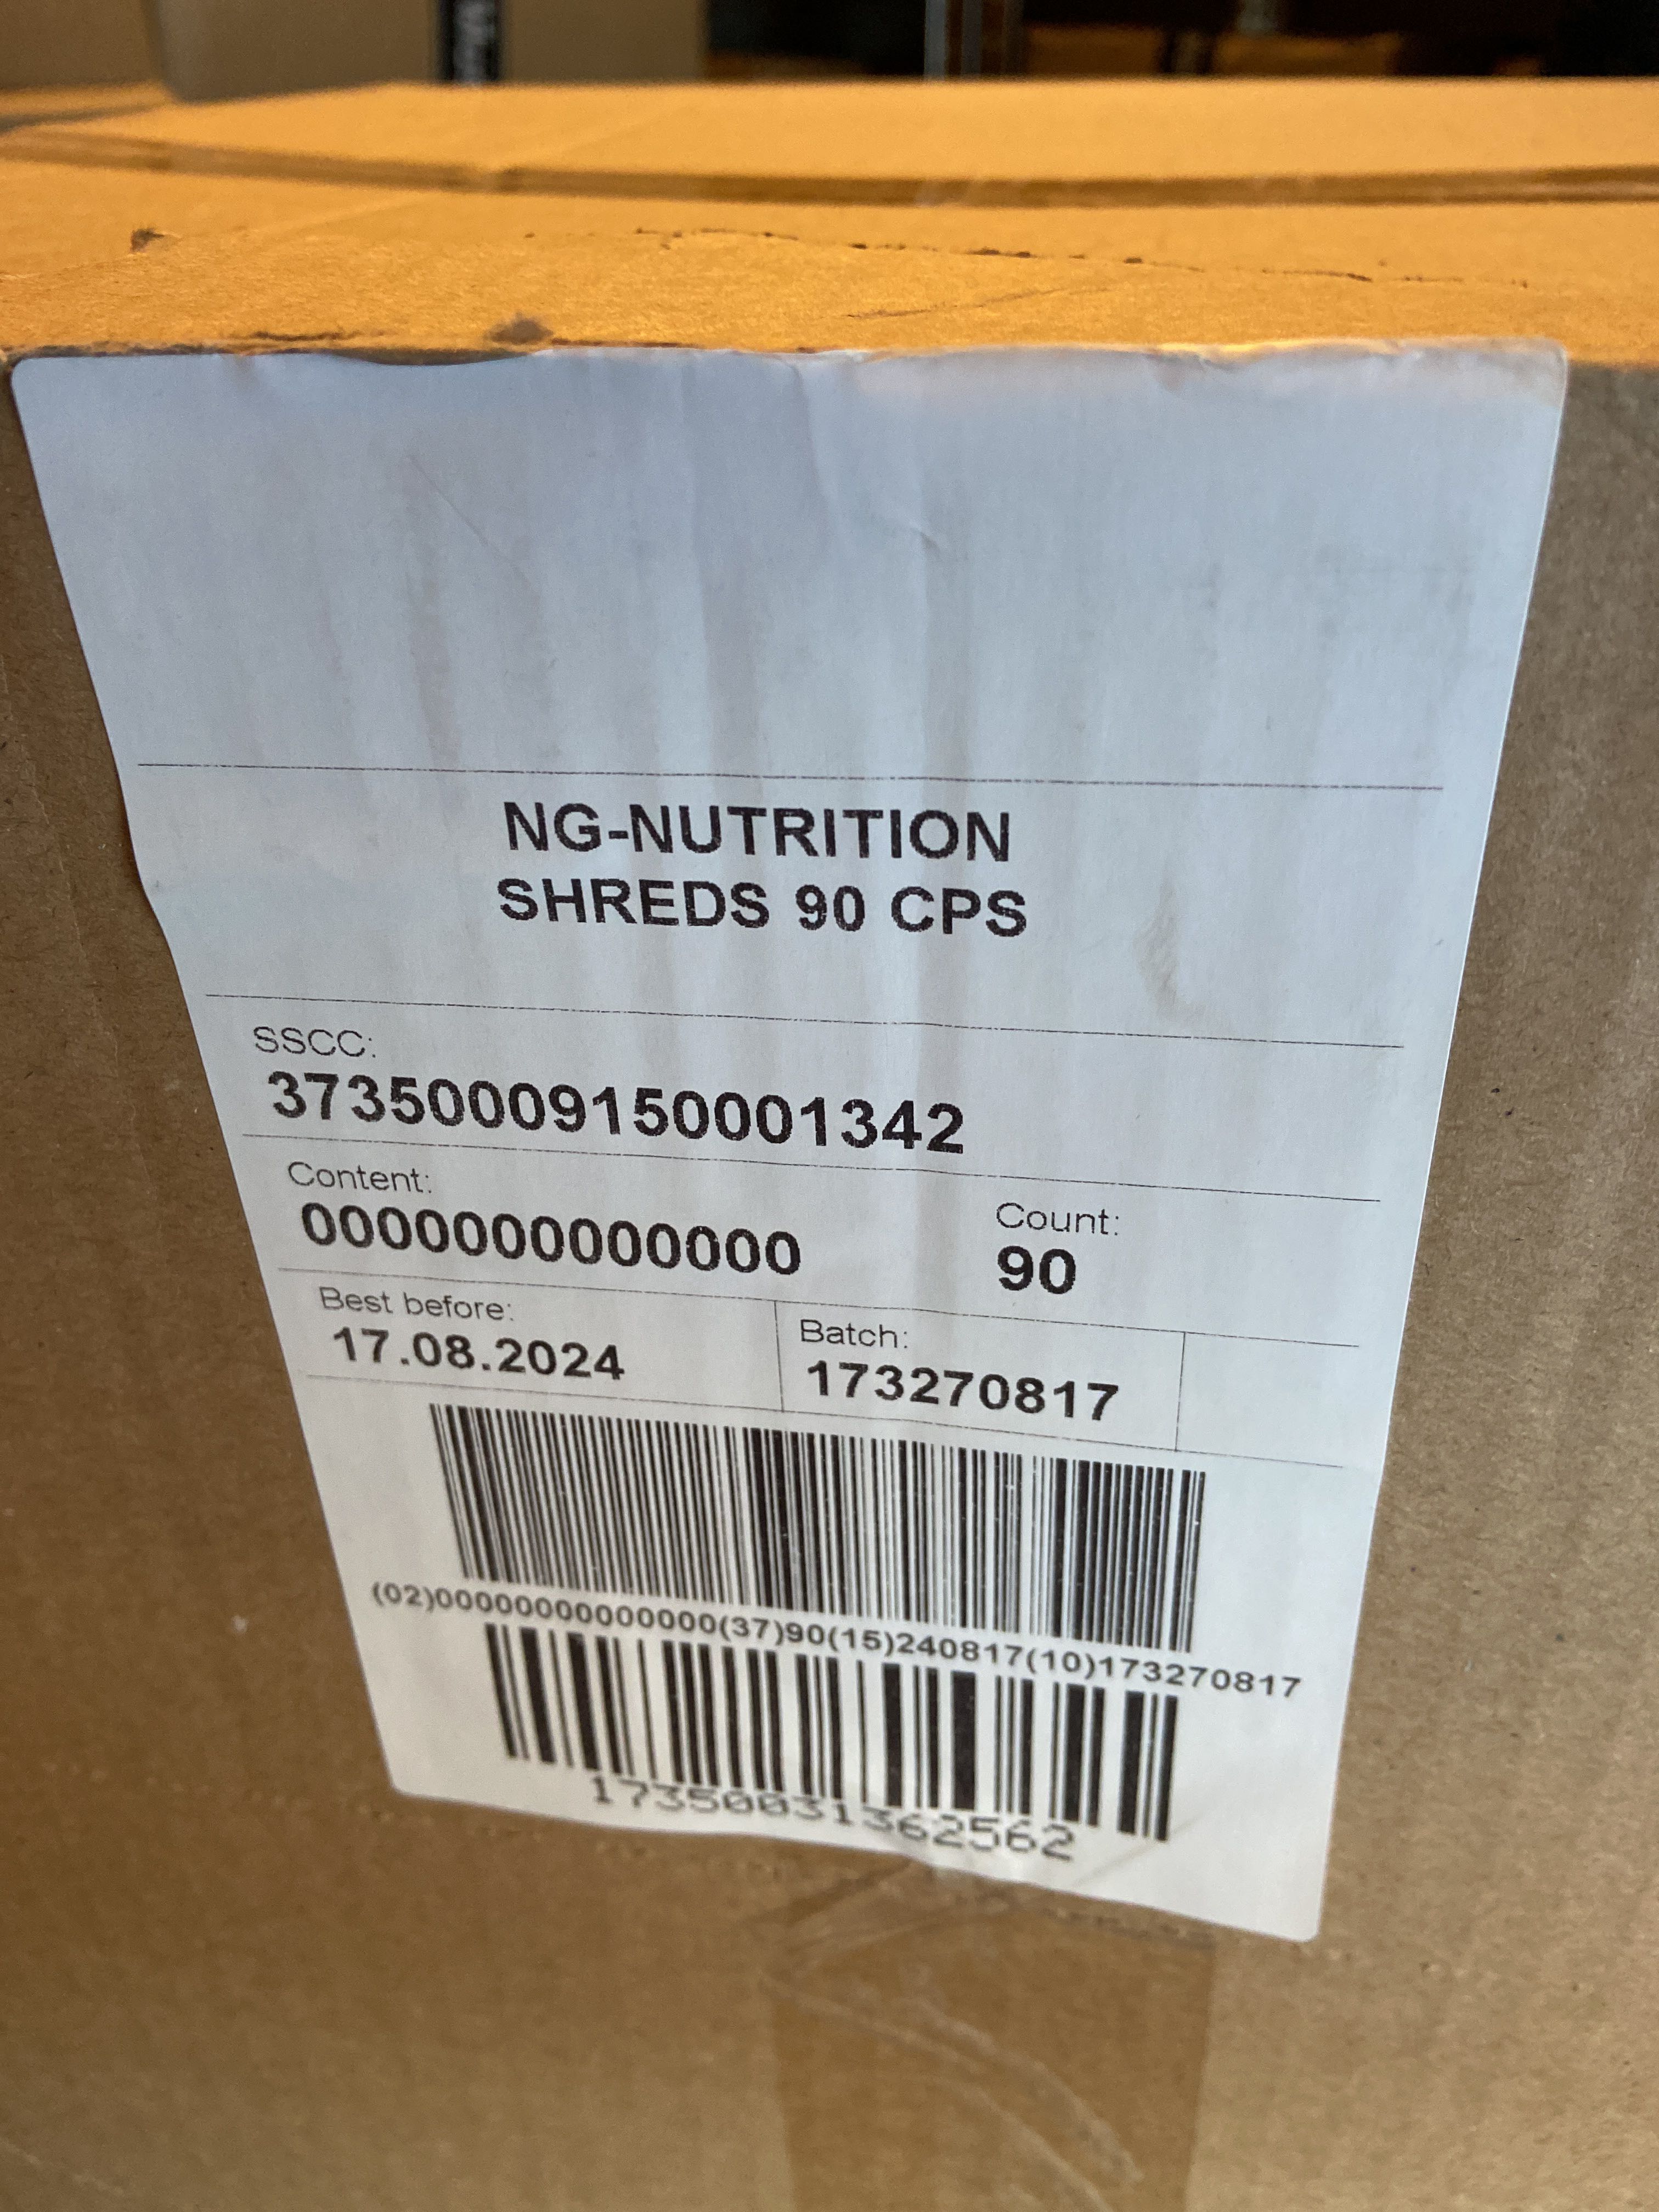 NG-NUTRITION
SHREDS 90 CPS
SSCC:
373500009150001342
Content:
00000000000000
Count:
90
Best before:
17.08.2024
Batch:
173270817
(02)00000000000000(37)90(15)240817(10)173270817
17350031362562